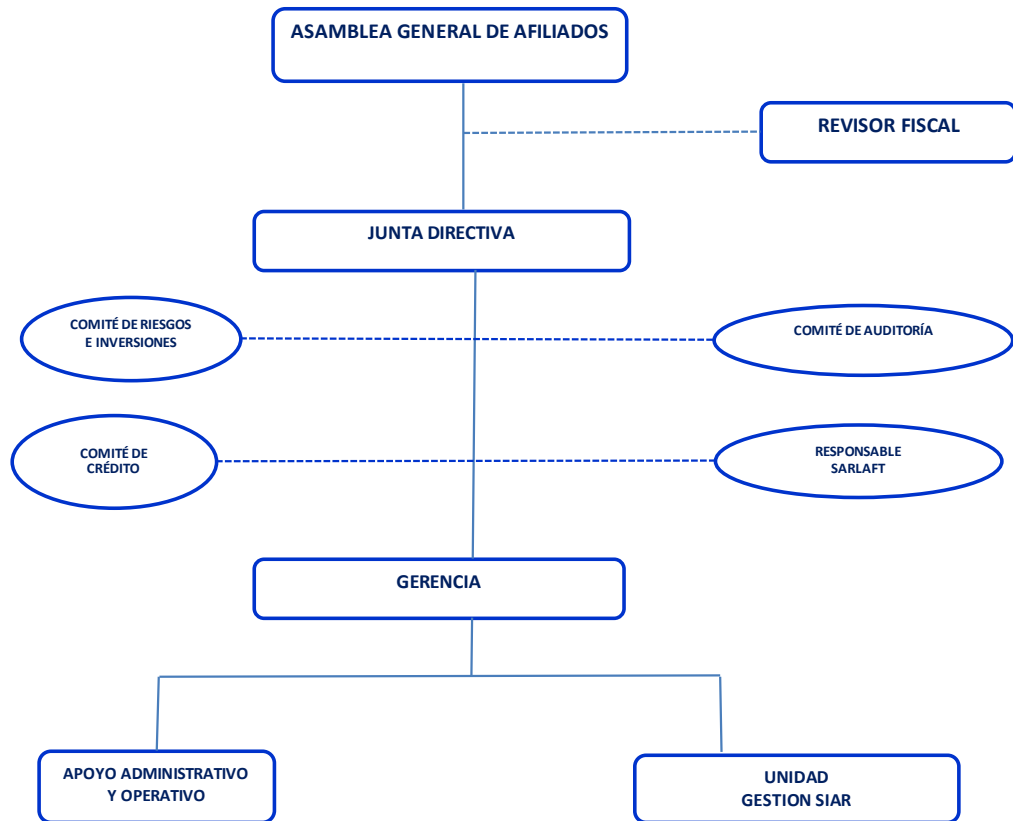 ASAMBLEA GENERAL DE AFILIADOS
REVISOR FISCAL
JUNTA DIRECTIVA
COMITÉ DE RIESGOS
E INVERSIONES
COMITÉ DE AUDITORÍA
COMITÉ DE
CRÉDITO
RESPONSABLE
SARLAFT
GERENCIA
APOYO ADMINISTRATIVO
Y OPERATIVO
UNIDAD
GESTION SIAR